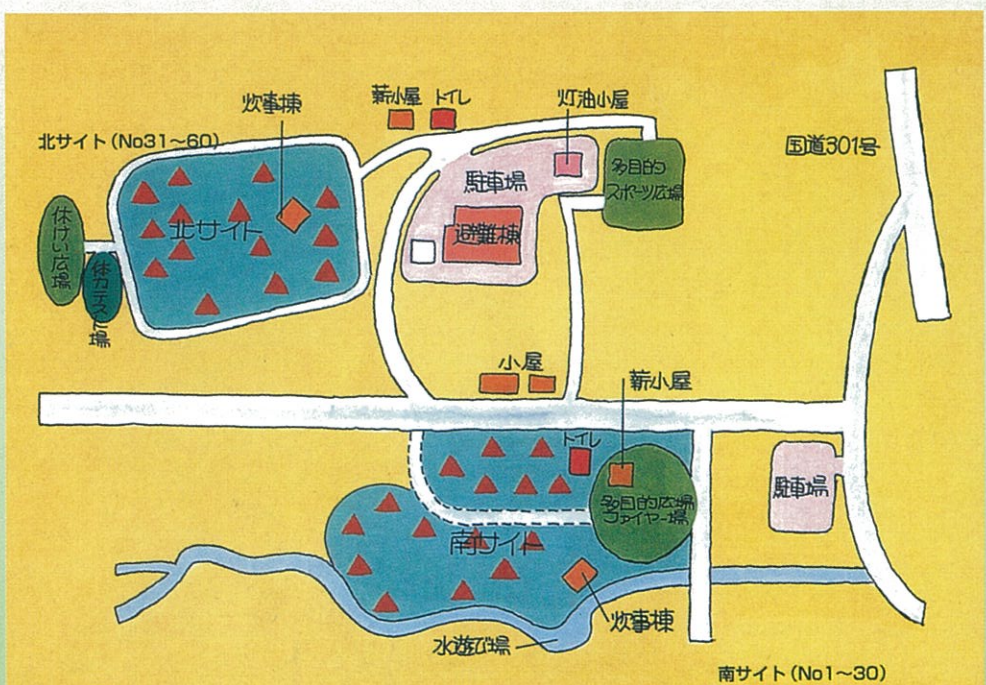 薪小屋
トイレ
灯油小屋
炊事棟
北サイト(No31~60)
国道301号
駐車場
多目的
スポーツ広場
休けい広場
北サイト
避難棟
体力テスト場
小屋
薪小屋
トイレ
駐車場
多目的広場
ファイヤー場
南サイト
炊事棟
水遊び場
南サイト(No1~30)